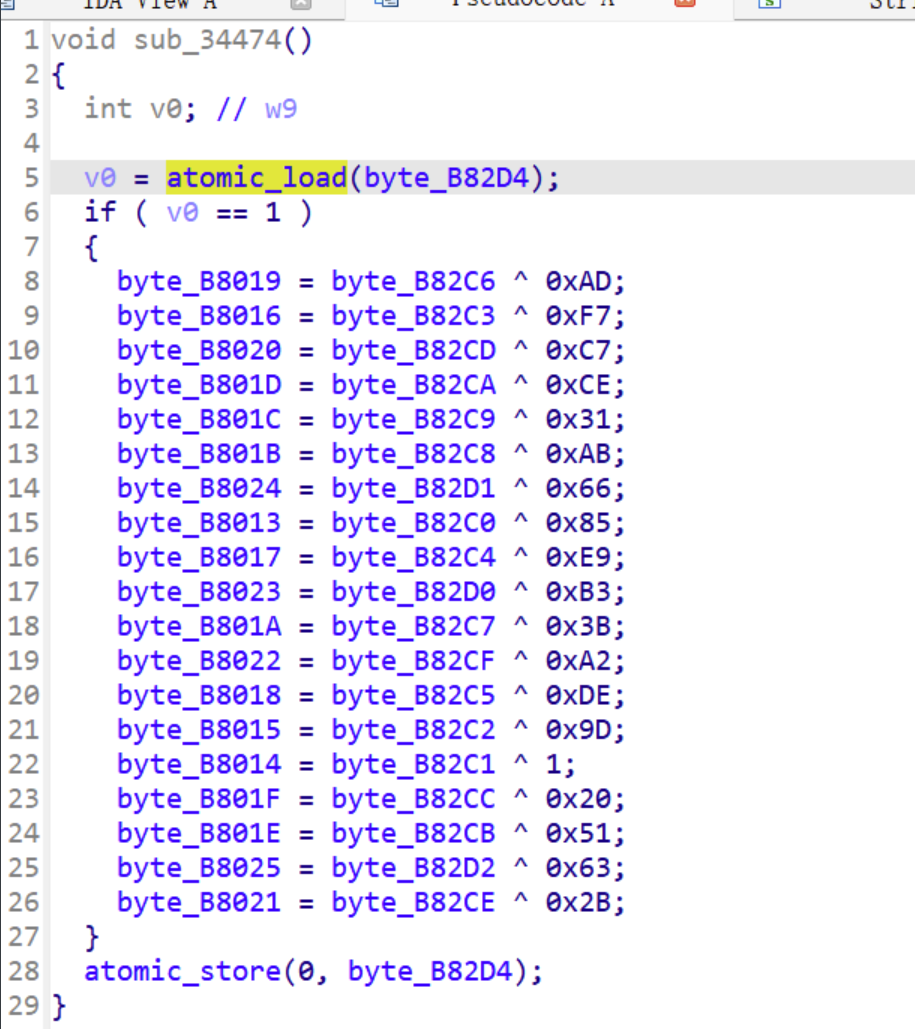 IDA View A Pseudocode A
1 void sub_34474()
2 {
3   int v0; // w9
4
5   v0 = atomic_load(byte_B82D4);
6   if ( v0 == 1 )
7   {
8     byte_B8019 = byte_B82C6 ^ 0xAD;
9     byte_B8016 = byte_B82C3 ^ 0xF7;
10     byte_B8020 = byte_B82CD ^ 0xC7;
11     byte_B801D = byte_B82CA ^ 0xCE;
12     byte_B801C = byte_B82C9 ^ 0x31;
13     byte_B801B = byte_B82C8 ^ 0xAB;
14     byte_B8024 = byte_B82D1 ^ 0x66;
15     byte_B8013 = byte_B82C0 ^ 0x85;
16     byte_B8017 = byte_B82C4 ^ 0xE9;
17     byte_B8023 = byte_B82D0 ^ 0xB3;
18     byte_B801A = byte_B82C7 ^ 0x3B;
19     byte_B8022 = byte_B82CF ^ 0xA2;
20     byte_B8018 = byte_B82C5 ^ 0xDE;
21     byte_B8015 = byte_B82C2 ^ 0x9D;
22     byte_B8014 = byte_B82C1 ^ 1;
23     byte_B801F = byte_B82CC ^ 0x20;
24     byte_B801E = byte_B82CB ^ 0x51;
25     byte_B8025 = byte_B82D2 ^ 0x63;
26     byte_B8021 = byte_B82CE ^ 0x2B;
27   }
28   atomic_store(0, byte_B82D4);
29 }